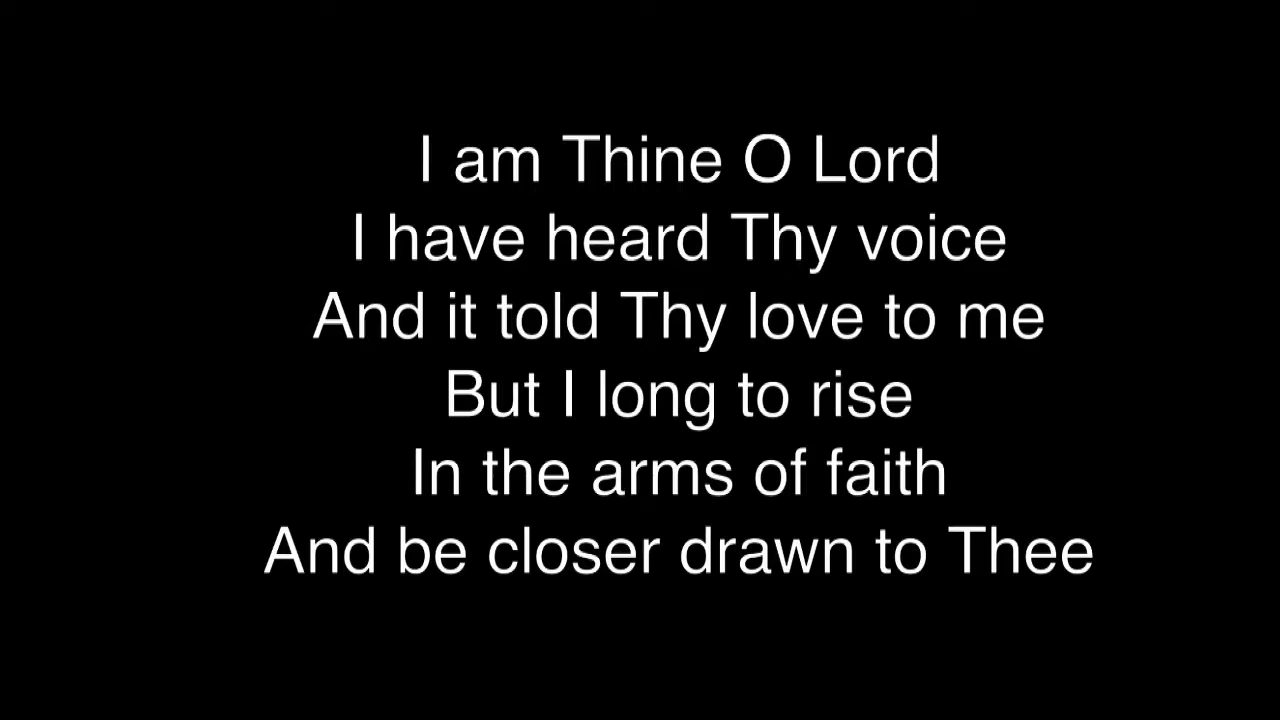 I am Thine O Lord
I have heard Thy voice
And it told Thy love to me
But I long to rise
In the arms of faith
And be closer drawn to Thee